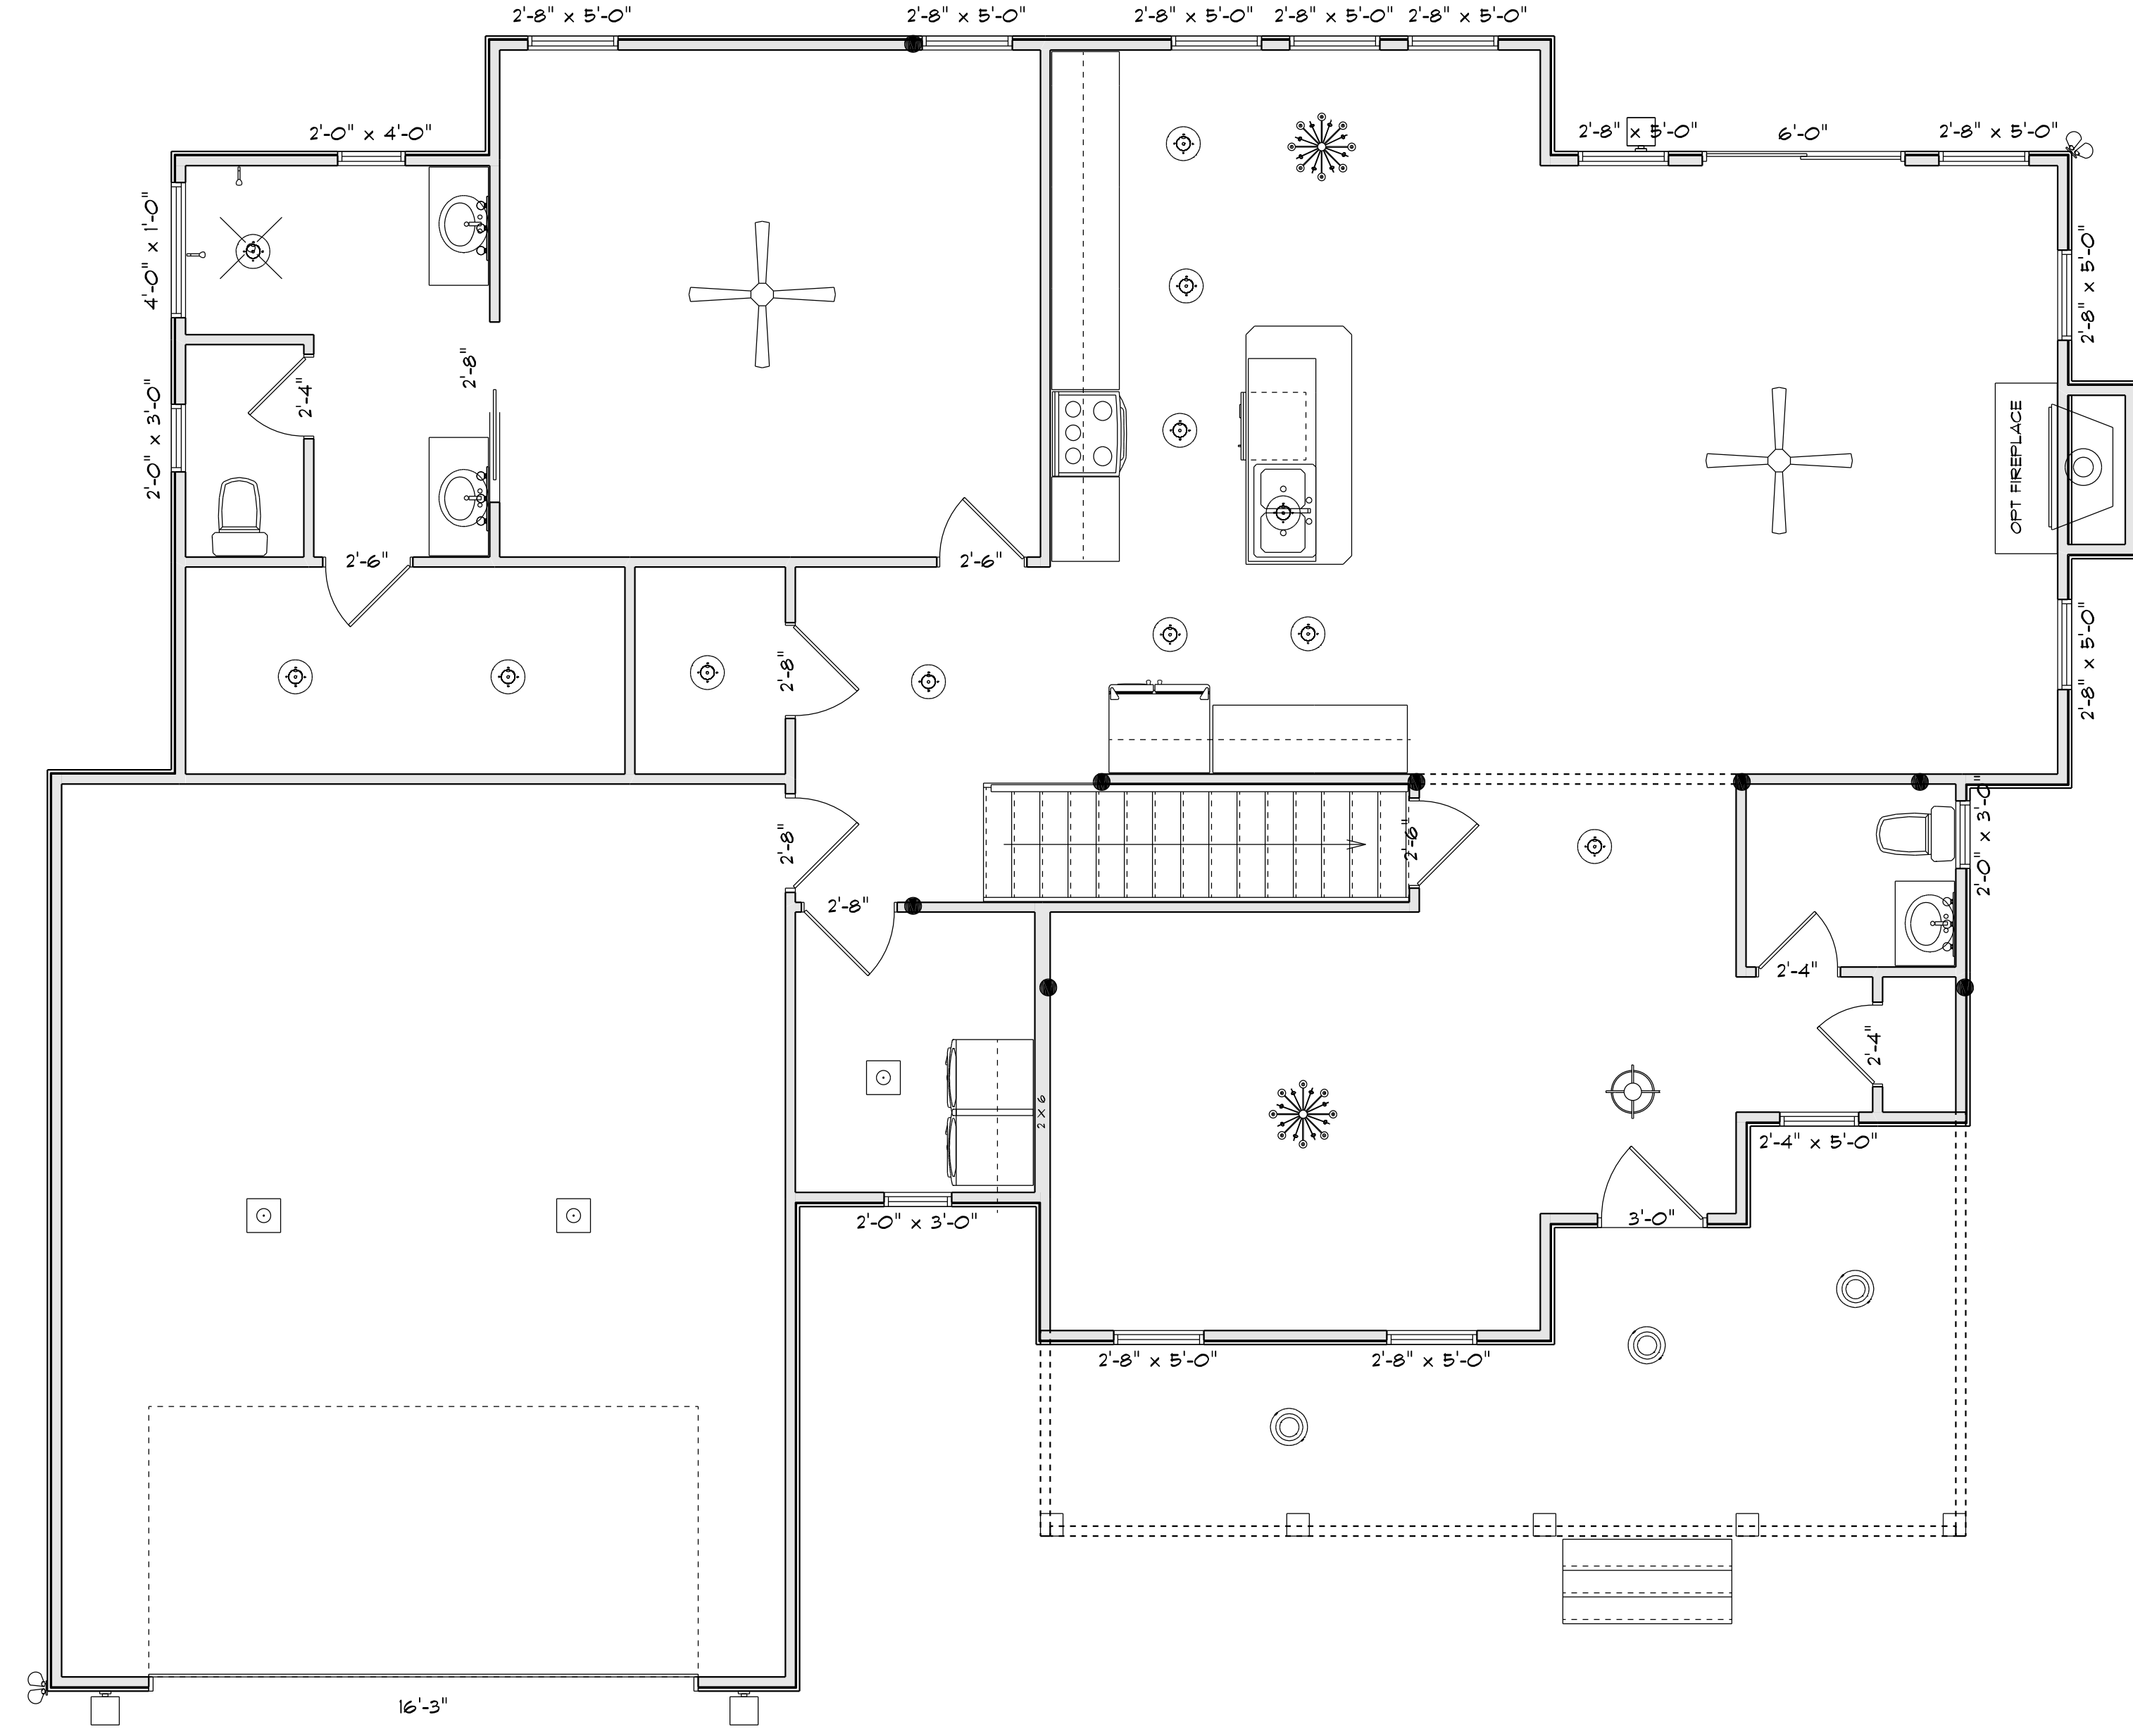 2'-8" x 5'-0"
2'-8" x 5'-0"
2'-8" x 5'-0"
2'-8" x 5'-0"
2'-8" x 5'-0"
2'-0" x 4'-0"
2'-8" x 5'-0"
6'-0"
2'-8" x 5'-0"
4'-0" x 1'-0"
2'-8" x 5'-0"
2'-8"
2'-4"
2'-0" x 3'-0"
OPT FIREPLACE
2'-6"
2'-6"
2'-8"
2'-8" x 5'-0"
2'-8"
2'-6"
2'-0" x 3'-0"
2'-8"
2'-4"
2'-4"
2 X 6
2'-4" x 5'-0"
2'-0" x 3'-0"
3'-0"
2'-8" x 5'-0"
2'-8" x 5'-0"
16'-3"